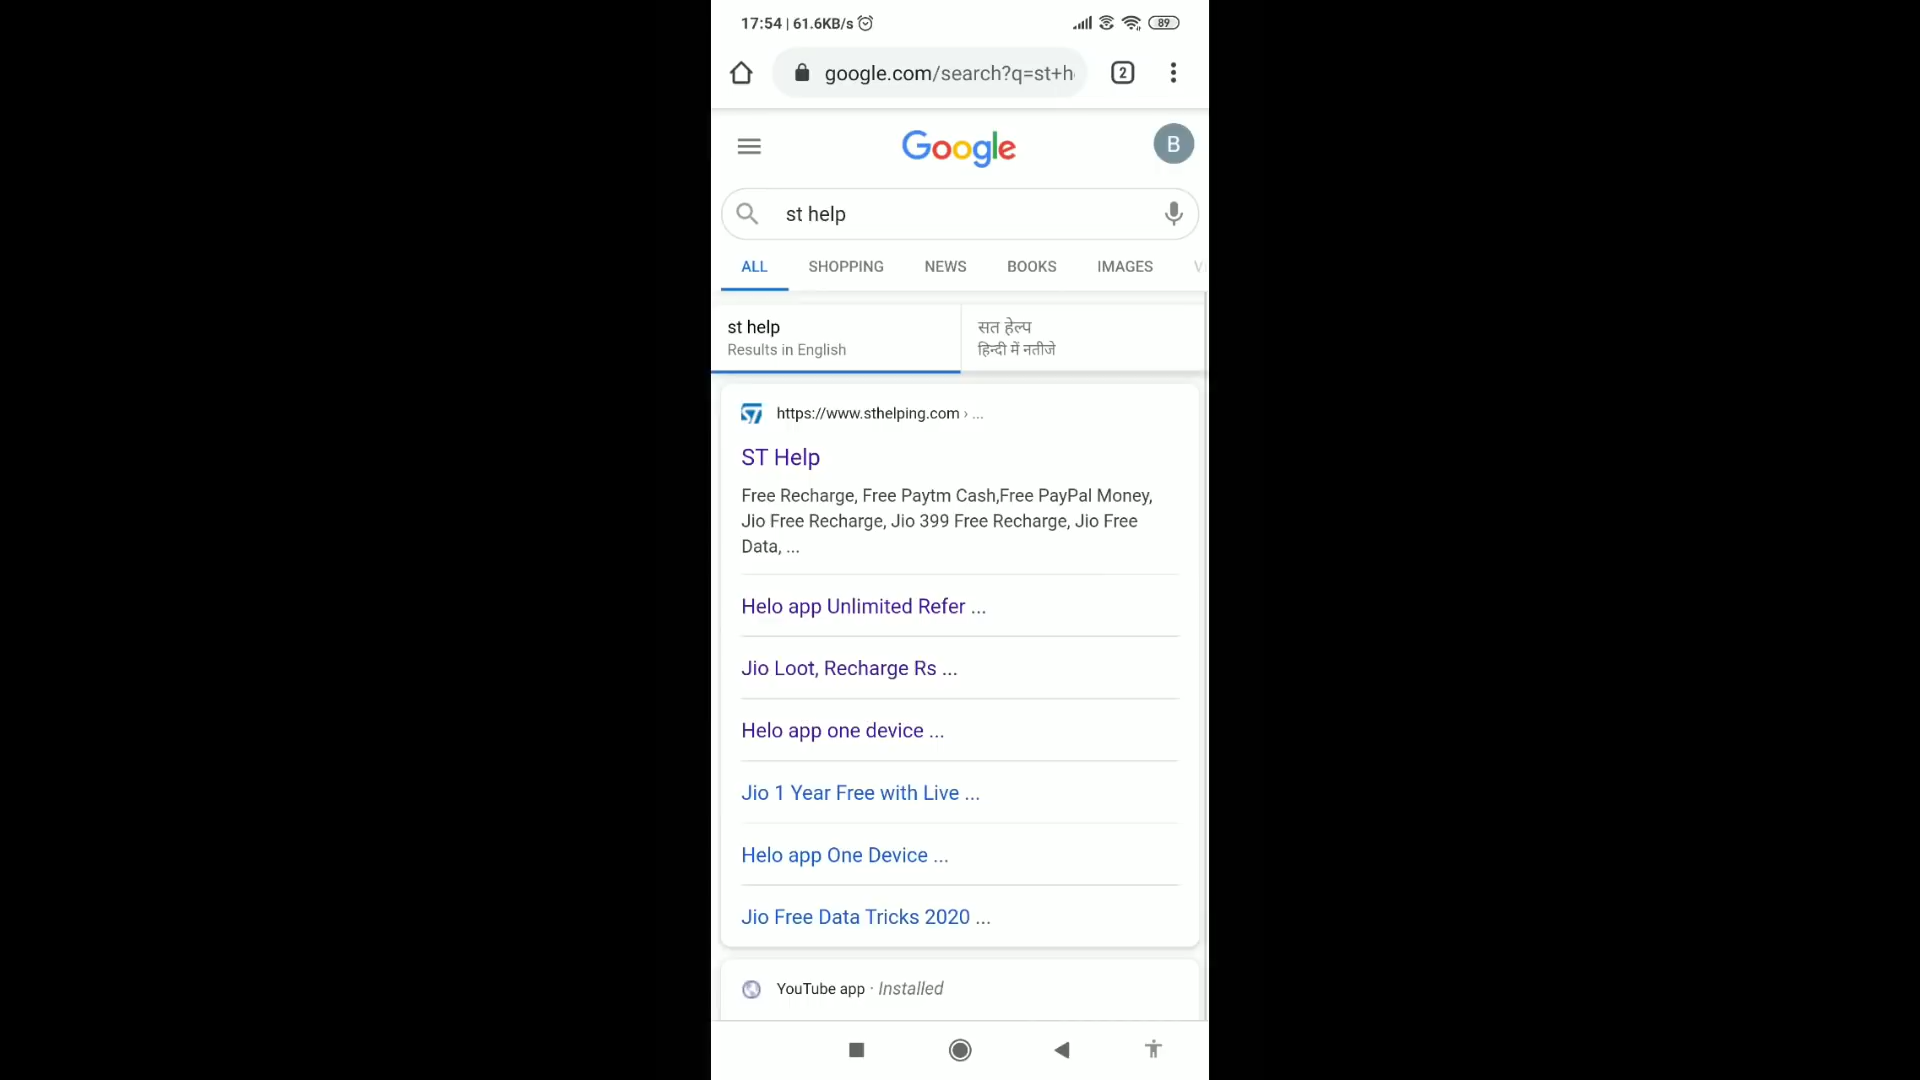 17:54 | 61.6KB/s
89
google.com/search?q=st+h
2
Google
B
st help
ALL SHOPPING NEWS BOOKS IMAGES
st help
Results in English
सत हेल्प
हिन्दी में नतीजे
ST https://www.sthelping.com › ...
ST Help
Free Recharge, Free Paytm Cash,Free PayPal Money,
Jio Free Recharge, Jio 399 Free Recharge, Jio Free
Data, ...
Helo app Unlimited Refer ...
Jio Loot, Recharge Rs ...
Helo app one device ...
Jio 1 Year Free with Live ...
Helo app One Device ...
Jio Free Data Tricks 2020 ...
YouTube app · Installed